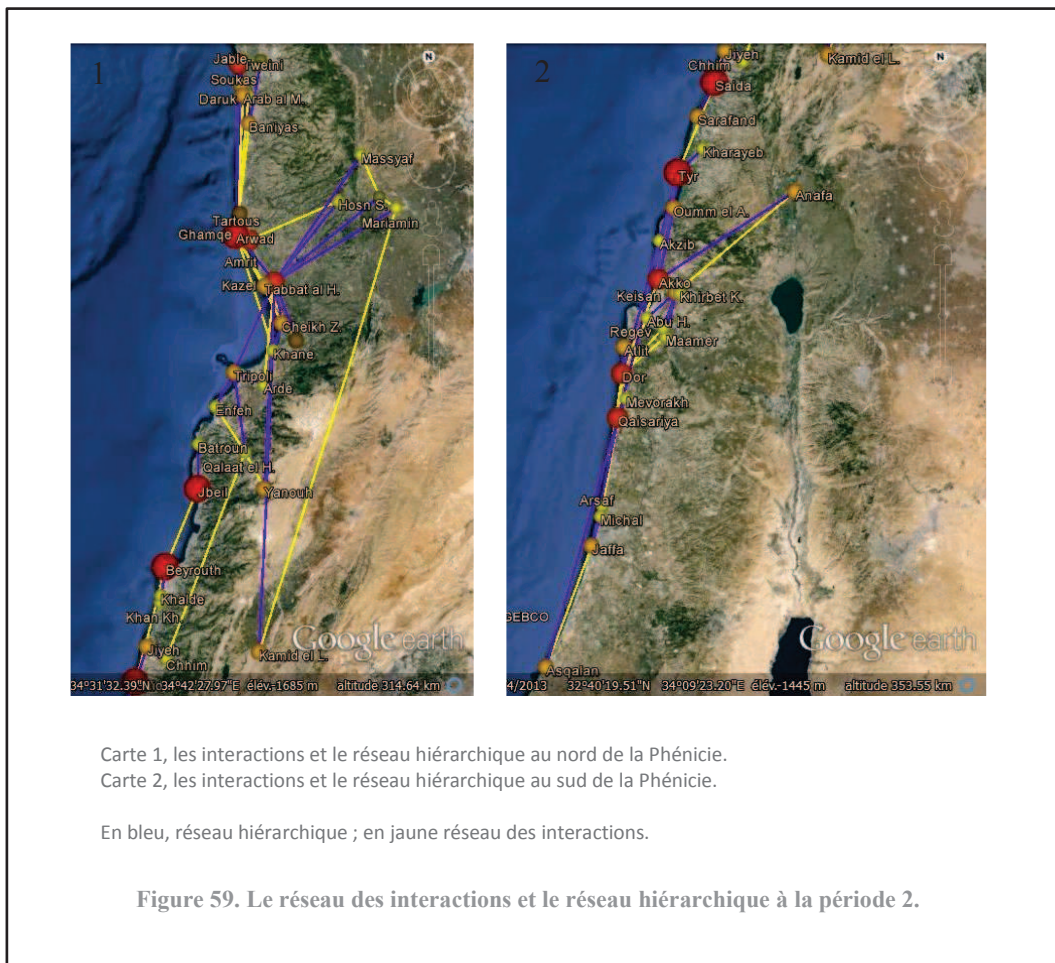 1
Jable
Tweini
Soukas
Daruk Arab al M.
Baniyas
Massyaf
Hosn S.
Mariamin
Tartous
Ghamqe
Arwad
Amrit
Kazel
Tabbat al H.
Cheikh Z.
Khane
Tripoli
Arde
Enfeh
Batroun
Qalaat el H.
Jbeil
Yanouh
Beyrouth
Khalde
Khan Kh.
Jiyeh
Chhim
Kamid el L.
Google earth
34°31'32.39"N 34°42'27.97"E élév.-1685 m altitude 314.64 km
N
2
Jiyeh
Chhim
Kamid el L.
Saida
Sarafand
Kharayeb
Tyr
Anafa
Oumm el A.
Akzib
Akko
Keisan
Khirbet K.
Abu H.
Regev
Maamer
Atlit
Dor
Mevorakh
Qaisariya
Arsaf
Michal
Jaffa
GEBCO
Asqalan
Google earth
4/2013 32°40'19.51"N 34°09'23.20"E élév.-1445 m altitude 353.55 km
N
Carte 1, les interactions et le réseau hiérarchique au nord de la Phénicie.
Carte 2, les interactions et le réseau hiérarchique au sud de la Phénicie.
En bleu, réseau hiérarchique ; en jaune réseau des interactions.
Figure 59. Le réseau des interactions et le réseau hiérarchique à la période 2.